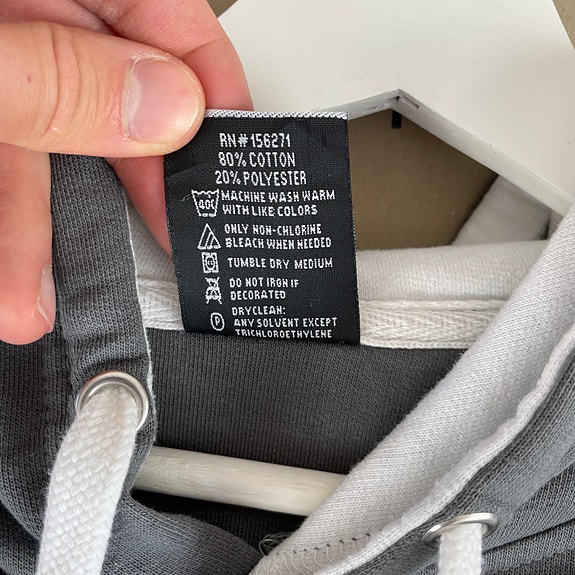 RN#156271
80% COTTON
20% POLYESTER
40C MACHINE WASH WARM
WITH LIKE COLORS
ONLY NON-CHLORINE
BLEACH WHEN NEEDED
TUMBLE DRY MEDIUM
DO NOT IRON IF
DECORATED
DRYCLEAN:
P ANY SOLVENT EXCEPT
TRICHLOROETHYLENE